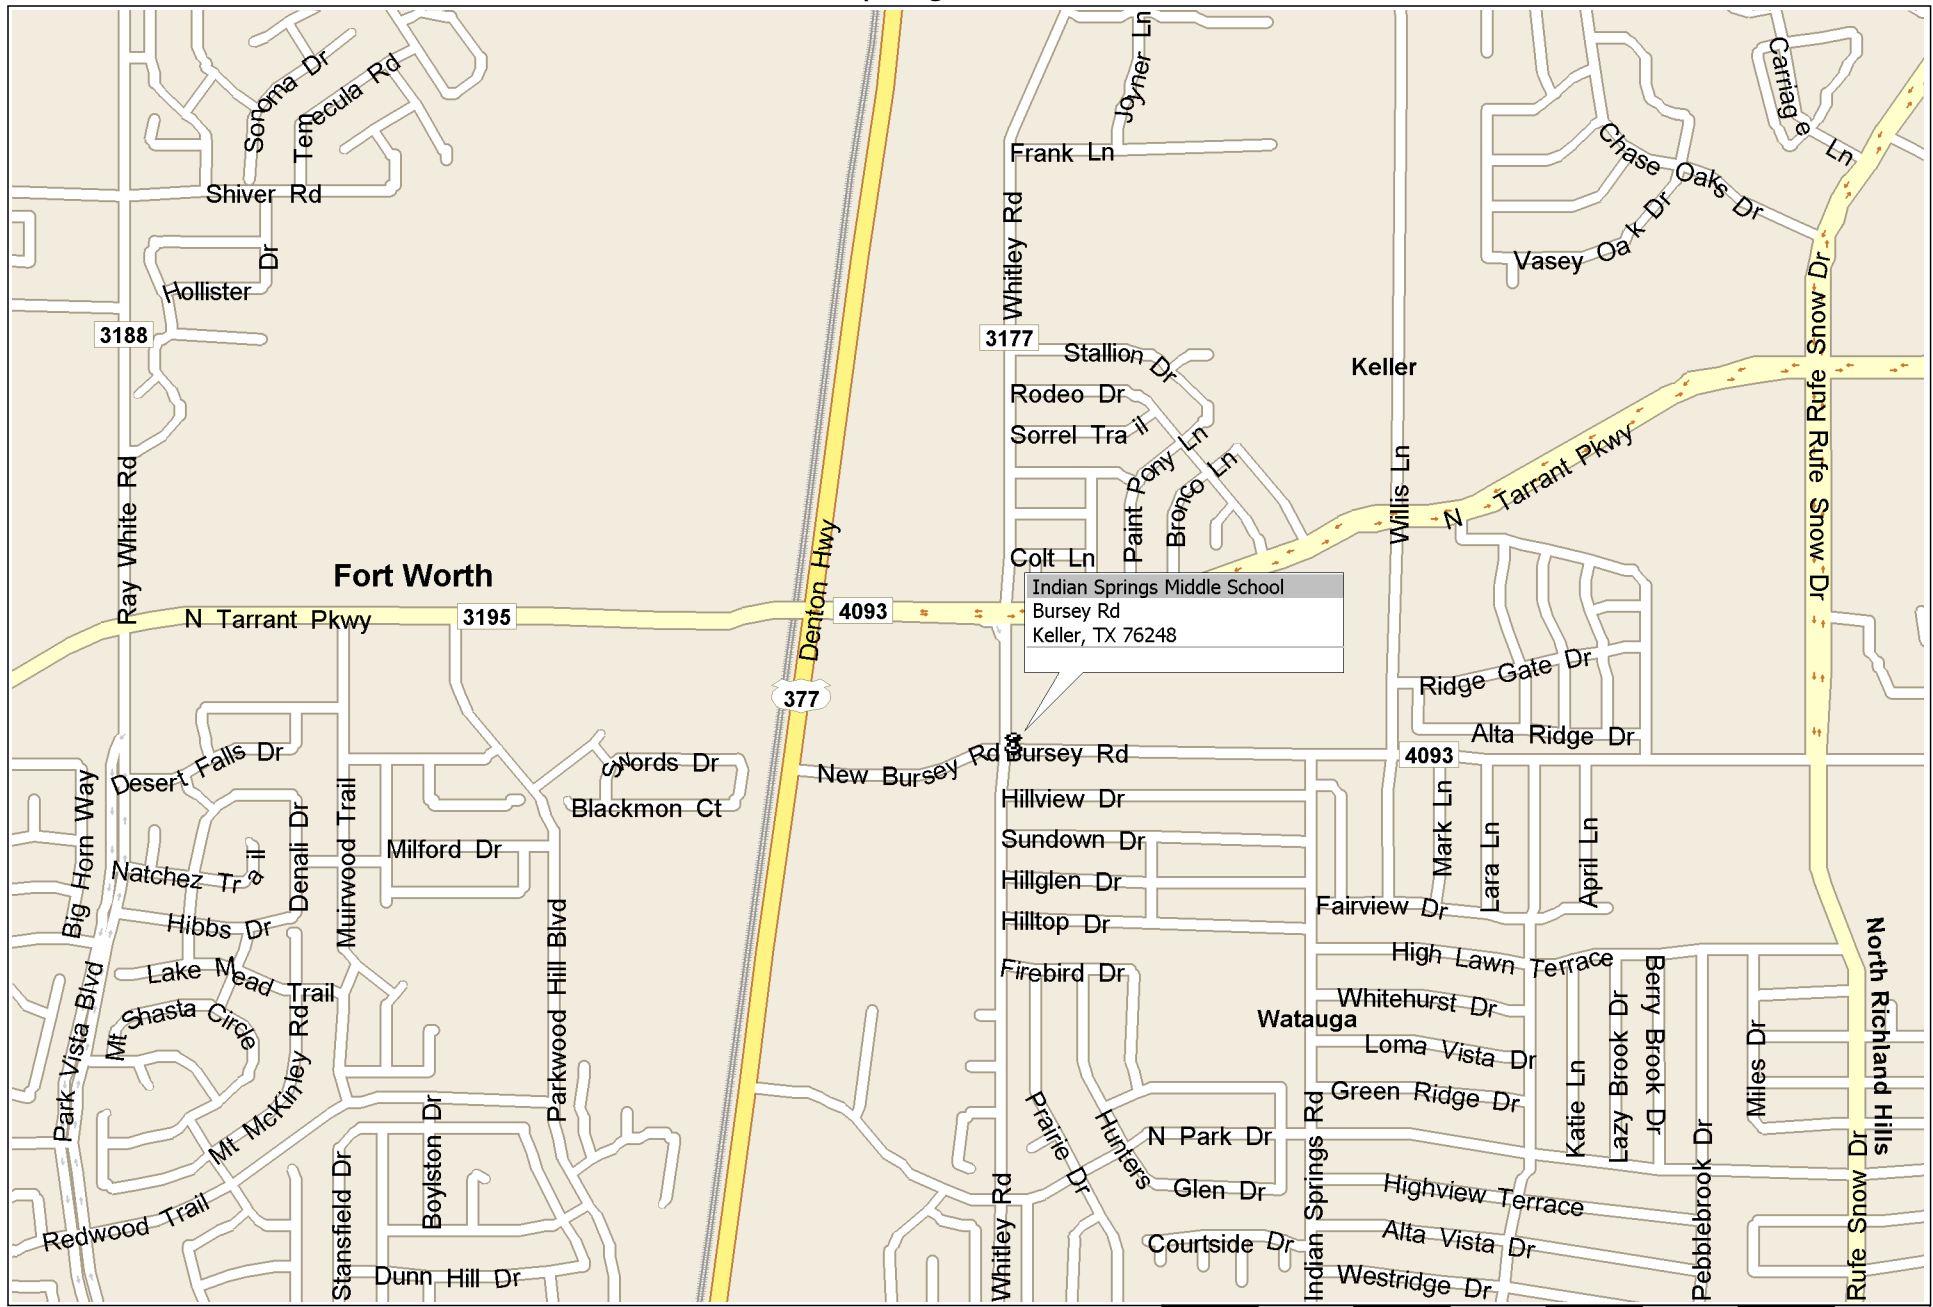 Sonoma Dr
Temecula Rd
Joyner Ln
Carriage Ln
Frank Ln
Chase Oaks Dr
Shiver Rd
Whitley Rd
Vasey Oak Dr
Hollister Dr
Rufe Snow Dr
3188
3177
Stallion Dr
Keller
Rodeo Dr
Rufe Snow Dr
Sorrel Trail
Paint Pony Ln
Bronco Ln
Willis Ln
N Tarrant Pkwy
Ray White Rd
Denton Hwy
Colt Ln
Fort Worth
Indian Springs Middle School
Bursey Rd
Keller, TX 76248
N Tarrant Pkwy
3195
4093
377
Ridge Gate Dr
Alta Ridge Dr
Desert Falls Dr
Swords Dr
New Bursey Rd
Bursey Rd
4093
Big Horn Way
Denali Dr
Muirwood Trail
Blackmon Ct
Hillview Dr
Mark Ln
Lara Ln
April Ln
Milford Dr
Sundown Dr
Natchez Trail
Hillglen Dr
Fairview Dr
Hibbs Dr
Hilltop Dr
North Richland Hills
High Lawn Terrace
Lake Mead Trail
Parkwood Hill Blvd
Firebird Dr
Berry Brook Dr
Park Vista Blvd
Mt Shasta Circle
Whitehurst Dr
Watauga
Lazy Brook Dr
Miles Dr
Loma Vista Dr
Katie Ln
Mt McKinley Rd
Green Ridge Dr
Prairie Dr
Hunters Glen Dr
N Park Dr
Indian Springs Rd
Pebblebrook Dr
Rufe Snow Dr
Boylston Dr
Stansfield Dr
Whitley Rd
Highview Terrace
Redwood Trail
Courtside Dr
Alta Vista Dr
Dunn Hill Dr
Westridge Dr